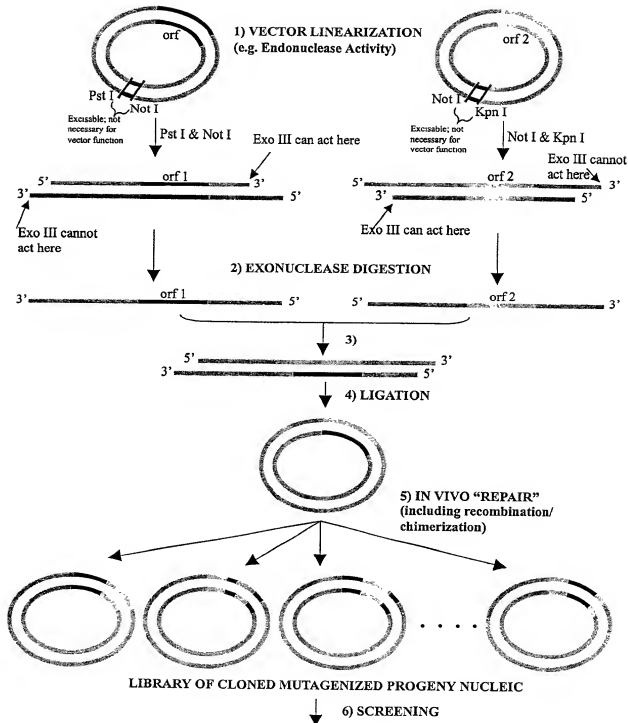 1) VECTOR LINEARIZATION
(e.g. Endonuclease Activity)
orf
orf 2
Pst I
Not I
Excisable; not
necessary for
vector function
Pst I & Not I
Exo III can act here
Not I
Kpn I
Excisable; not
necessary for
vector function
Not I & Kpn I
Exo III cannot
act here
5' orf 1 3'
3' 5'
Exo III cannot
act here
5' orf 2 3'
3' 5'
Exo III can act here
2) EXONUCLEASE DIGESTION
3' orf 1 5'
5' orf 2 3'
3)
5' 3'
3' 5'
4) LIGATION
5) IN VIVO “REPAIR”
(including recombination/
chimerization)
. . . .
LIBRARY OF CLONED MUTAGENIZED PROGENY NUCLEIC
6) SCREENING